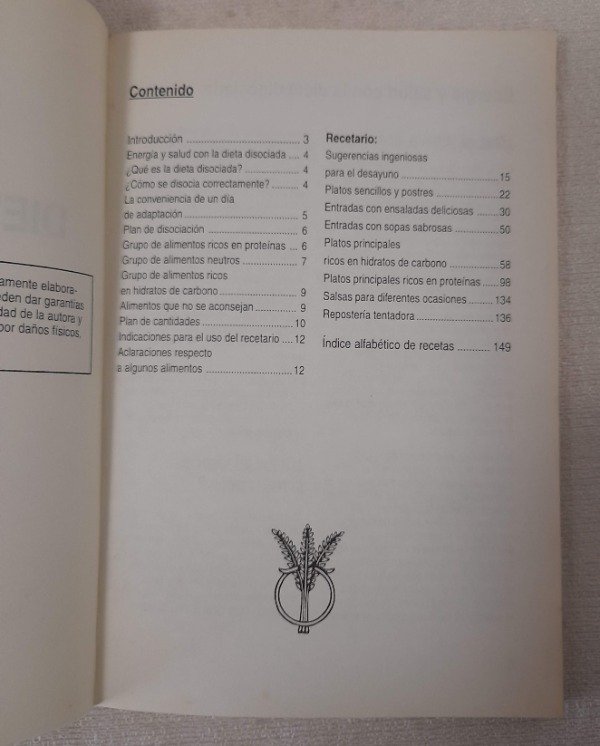 amente elabora-
eden dar garantías
dad de la autora y
por daños físicos,
Contenido
Introducción ........................................ 3
Energía y salud con la dieta disociada .... 4
¿Qué es la dieta disociada? ................. 4
¿Cómo se disocia correctamente? ........ 4
La conveniencia de un día
de adaptación .................................... 5
Plan de disociación ............................. 6
Grupo de alimentos ricos en proteínas ... 6
Grupo de alimentos neutros .................. 7
Grupo de alimentos ricos
en hidratos de carbono ........................ 9
Alimentos que no se aconsejan ............. 9
Plan de cantidades .............................. 10
Indicaciones para el uso del recetario .... 12
Aclaraciones respecto
a algunos alimentos ............................ 12
Recetario:
Sugerencias ingeniosas
para el desayuno ................................ 15
Platos sencillos y postres ..................... 22
Entradas con ensaladas deliciosas ........ 30
Entradas con sopas sabrosas ............... 50
Platos principales
ricos en hidratos de carbono ................ 58
Platos principales ricos en proteínas ..... 98
Salsas para diferentes ocasiones ......... 134
Repostería tentadora .......................... 136
Índice alfabético de recetas ................. 149